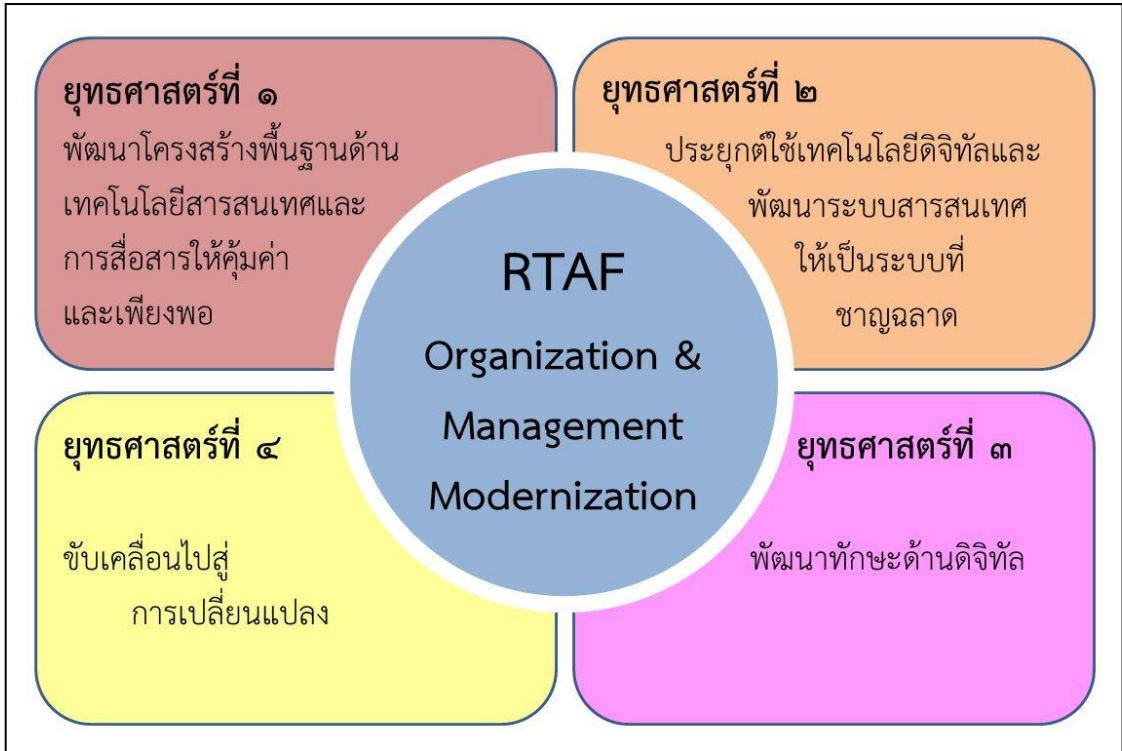 ยุทธศาสตร์ที่ ๑
พัฒนาโครงสร้างพื้นฐานด้าน
เทคโนโลยีสารสนเทศและ
การสื่อสารให้คุ้มค่า
และเพียงพอ
ยุทธศาสตร์ที่ ๒
ประยุกต์ใช้เทคโนโลยีดิจิทัลและ
พัฒนาระบบสารสนเทศ
ให้เป็นระบบที่
ชาญฉลาด
RTAF
Organization &
Management
Modernization
ยุทธศาสตร์ที่ ๔
ขับเคลื่อนไปสู่
การเปลี่ยนแปลง
ยุทธศาสตร์ที่ ๓
พัฒนาทักษะด้านดิจิทัล